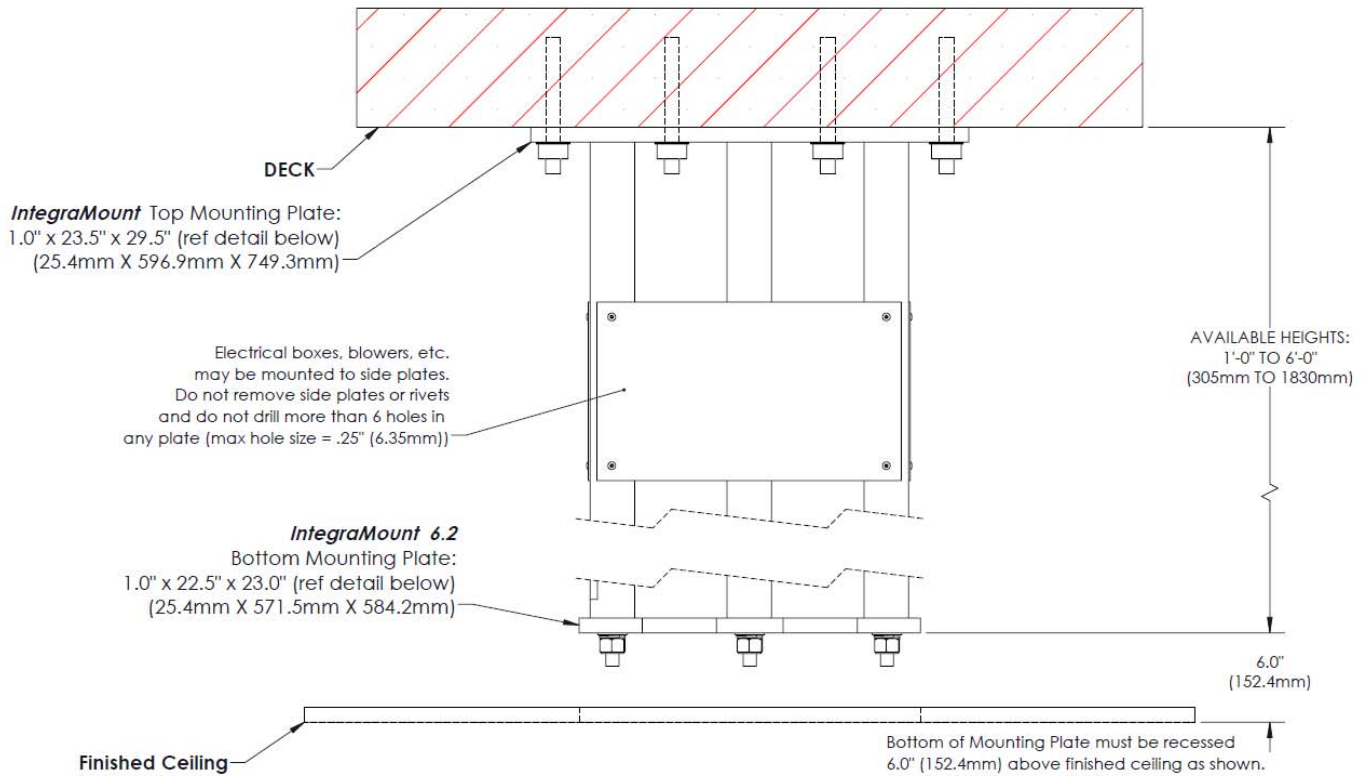 DECK
IntegraMount Top Mounting Plate:
1.0" x 23.5" x 29.5" (ref detail below)
(25.4mm X 596.9mm X 749.3mm)
AVAILABLE HEIGHTS:
1'-0" TO 6'-0"
(305mm TO 1830mm)
Electrical boxes, blowers, etc.
may be mounted to side plates.
Do not remove side plates or rivets
and do not drill more than 6 holes in
any plate (max hole size = .25" (6.35mm))
IntegraMount 6.2
Bottom Mounting Plate:
1.0" x 22.5" x 23.0" (ref detail below)
(25.4mm X 571.5mm X 584.2mm)
6.0"
(152.4mm)
Finished Ceiling
Bottom of Mounting Plate must be recessed
6.0" (152.4mm) above finished ceiling as shown.